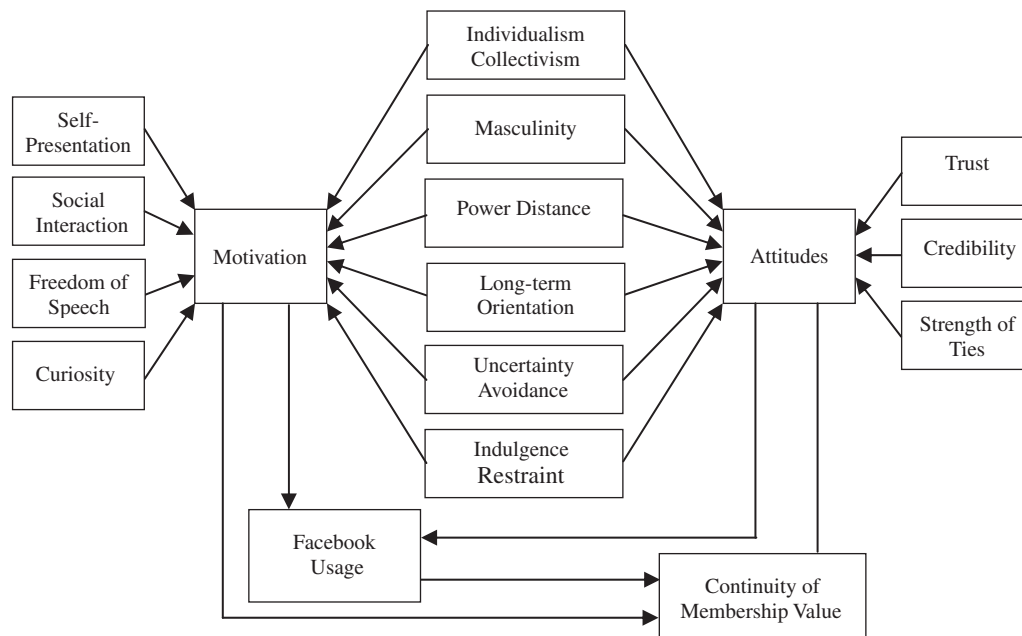 Individualism
Collectivism
Self-
Presentation
Masculinity
Trust
Social
Interaction
Power Distance
Motivation
Attitudes
Credibility
Freedom of
Speech
Long-term
Orientation
Strength of
Ties
Curiosity
Uncertainty
Avoidance
Indulgence
Restraint
Facebook
Usage
Continuity of
Membership Value